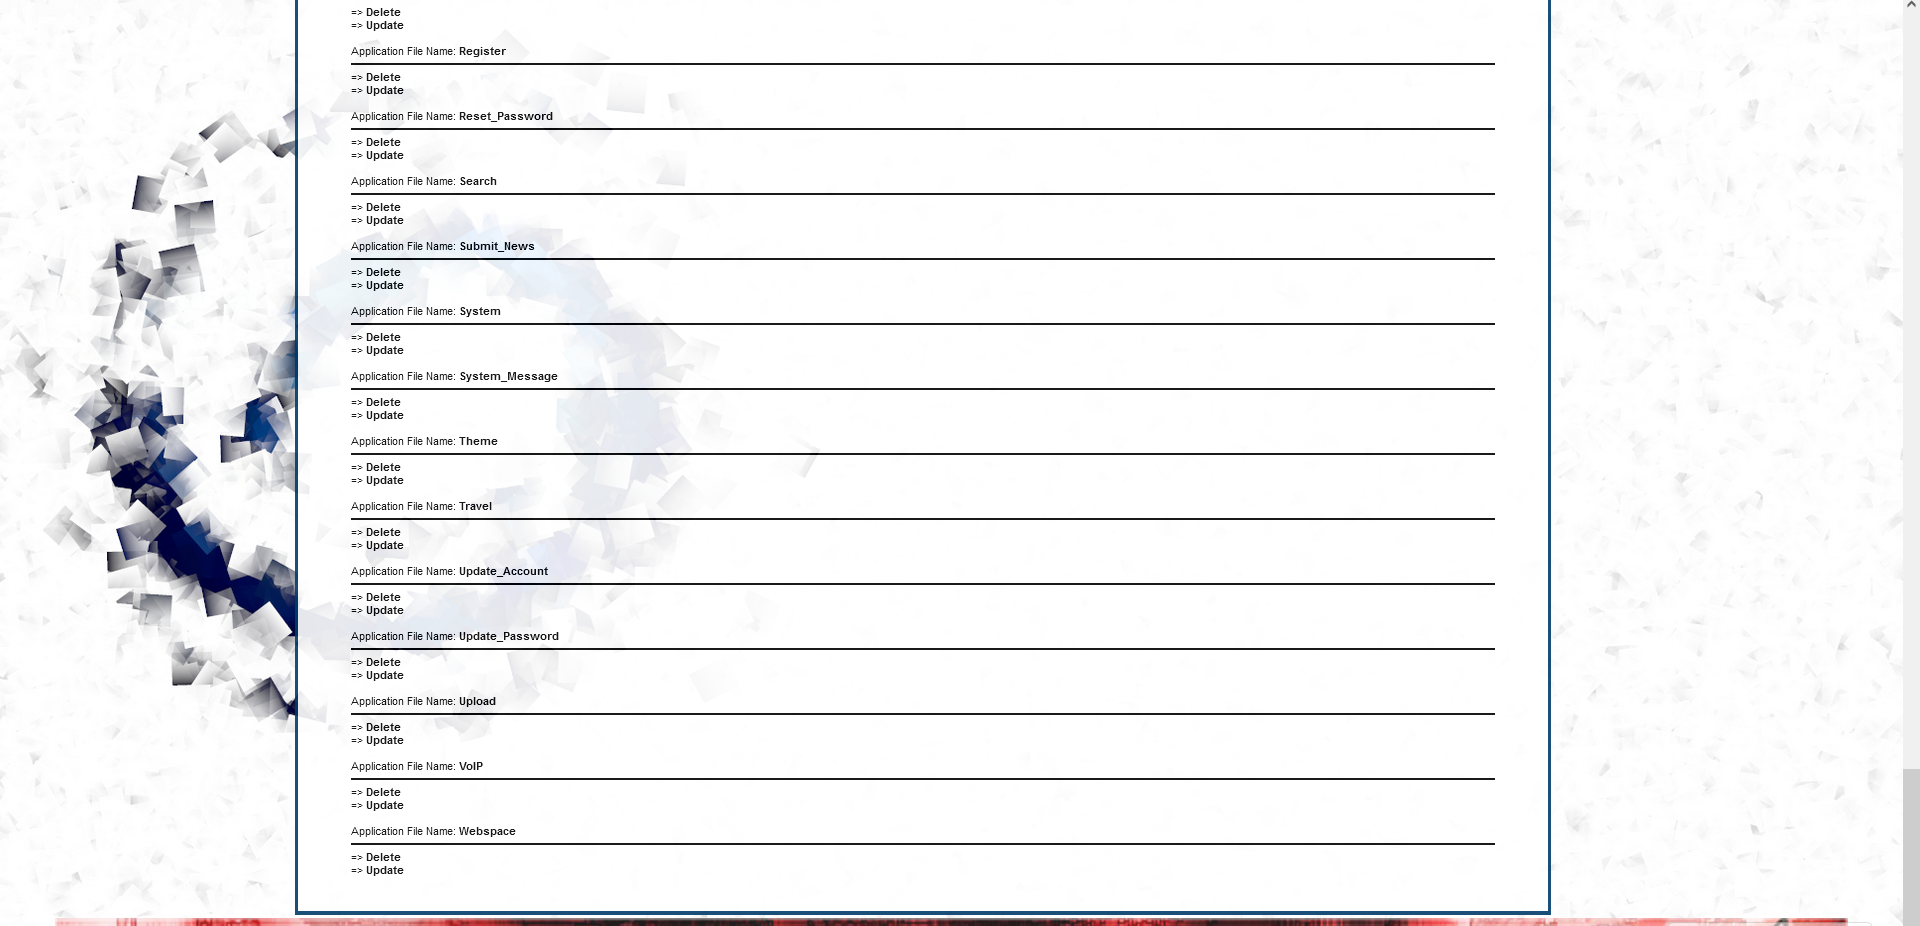 => Delete
=> Update
Application File Name: Register
=> Delete
=> Update
Application File Name: Reset_Password
=> Delete
=> Update
Application File Name: Search
=> Delete
=> Update
Application File Name: Submit_News
=> Delete
=> Update
Application File Name: System
=> Delete
=> Update
Application File Name: System_Message
=> Delete
=> Update
Application File Name: Theme
=> Delete
=> Update
Application File Name: Travel
=> Delete
=> Update
Application File Name: Update_Account
=> Delete
=> Update
Application File Name: Update_Password
=> Delete
=> Update
Application File Name: Upload
=> Delete
=> Update
Application File Name: VoIP
=> Delete
=> Update
Application File Name: Webspace
=> Delete
=> Update